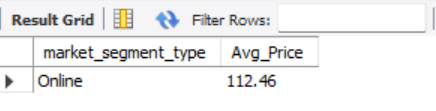 Result Grid Filter Rows:
market_segment_type Avg_Price
Online 112.46